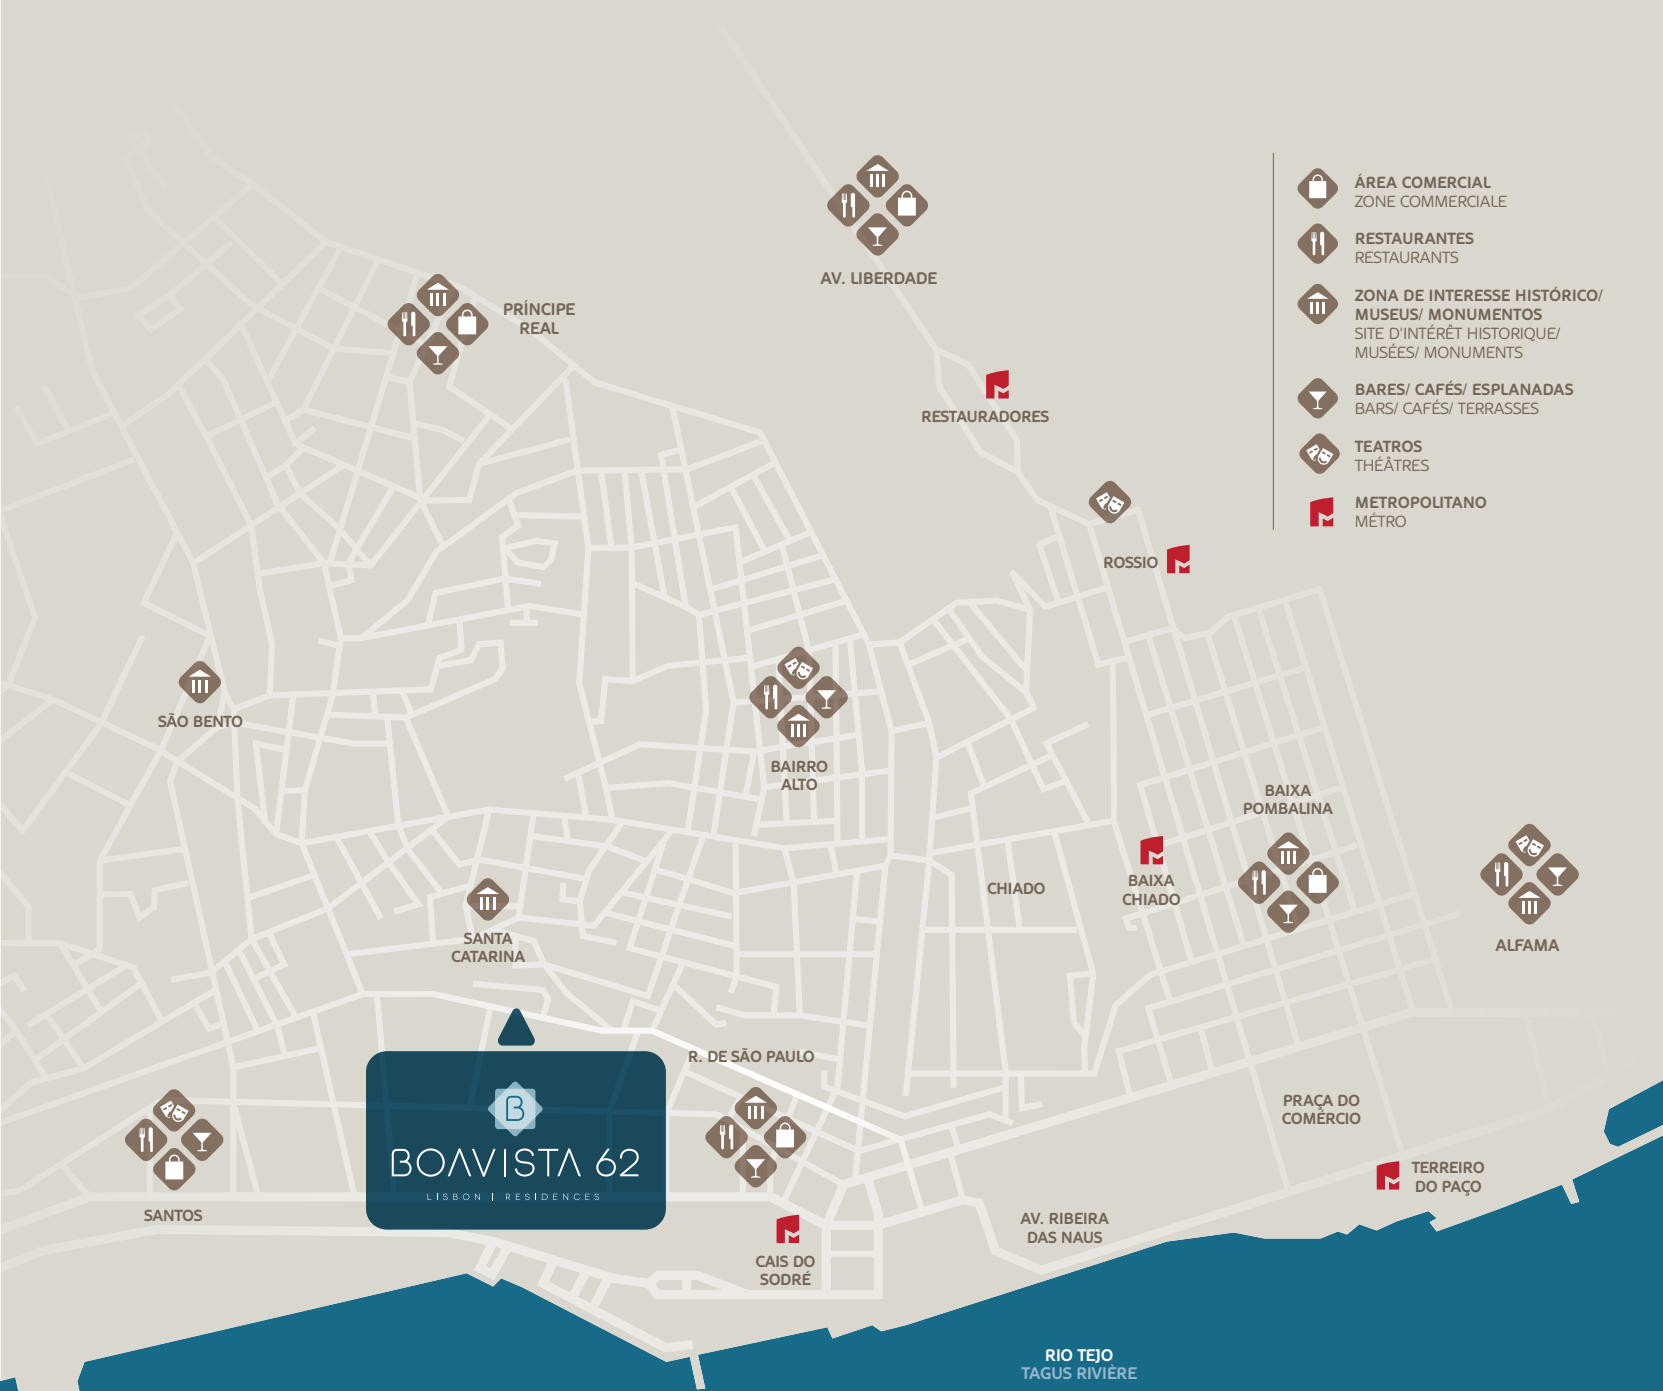 ÁREA COMERCIAL
ZONE COMMERCIALE
RESTAURANTES
RESTAURANTS
ZONA DE INTERESSE HISTÓRICO/
MUSEUS/ MONUMENTOS
SITE D'INTÉRÊT HISTORIQUE/
MUSÉES/ MONUMENTS
BARES/ CAFÉS/ ESPLANADAS
BARS/ CAFÉS/ TERRASSES
TEATROS
THÉÂTRES
METROPOLITANO
MÉTRO
AV. LIBERDADE
PRÍNCIPE
REAL
RESTAURADORES
ROSSIO
SÃO BENTO
BAIRRO
ALTO
BAIXA
POMBALINA
CHIADO
BAIXA
CHIADO
ALFAMA
SANTA
CATARINA
R. DE SÃO PAULO
PRAÇA DO
COMÉRCIO
B
BOAVISTA 62
LISBON | RESIDENCES
TERREIRO
DO PAÇO
SANTOS
AV. RIBEIRA
DAS NAUS
CAIS DO
SODRÉ
RIO TEJO
TAGUS RIVIÈRE